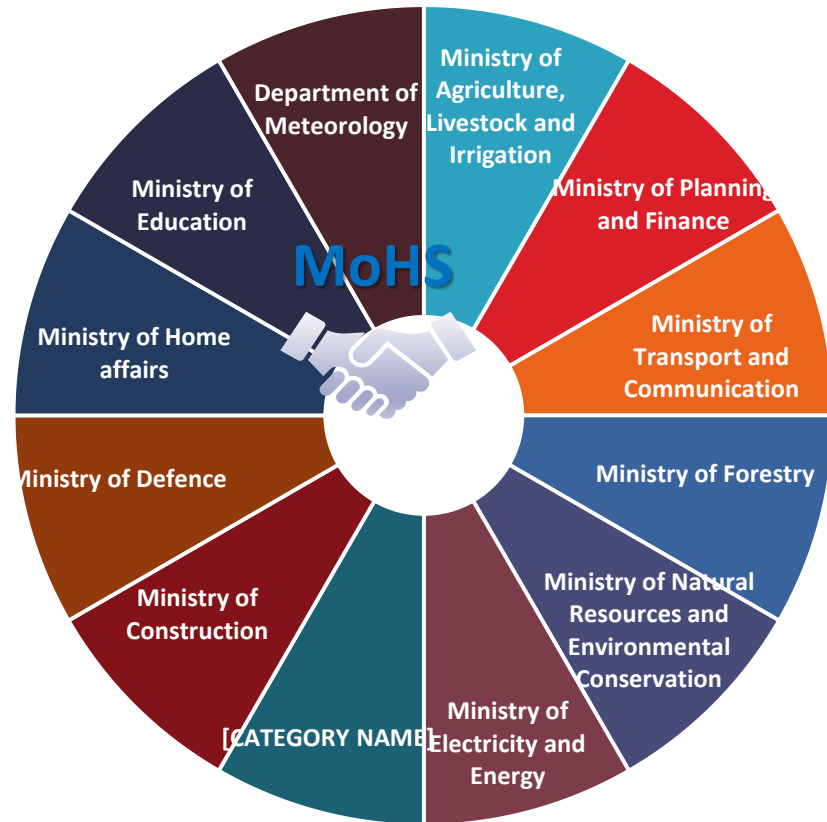 Ministry of
Agriculture,
Livestock and
Irrigation
Ministry of Planning
and Finance
Ministry of
Transport and
Communication
Ministry of Forestry
Ministry of Natural
Resources and
Environmental
Conservation
Ministry of
Electricity and
Energy
[CATEGORY NAME]
Ministry of
Construction
Ministry of Defence
Ministry of Home
affairs
Ministry of
Education
Department of
Meteorology
MoHS